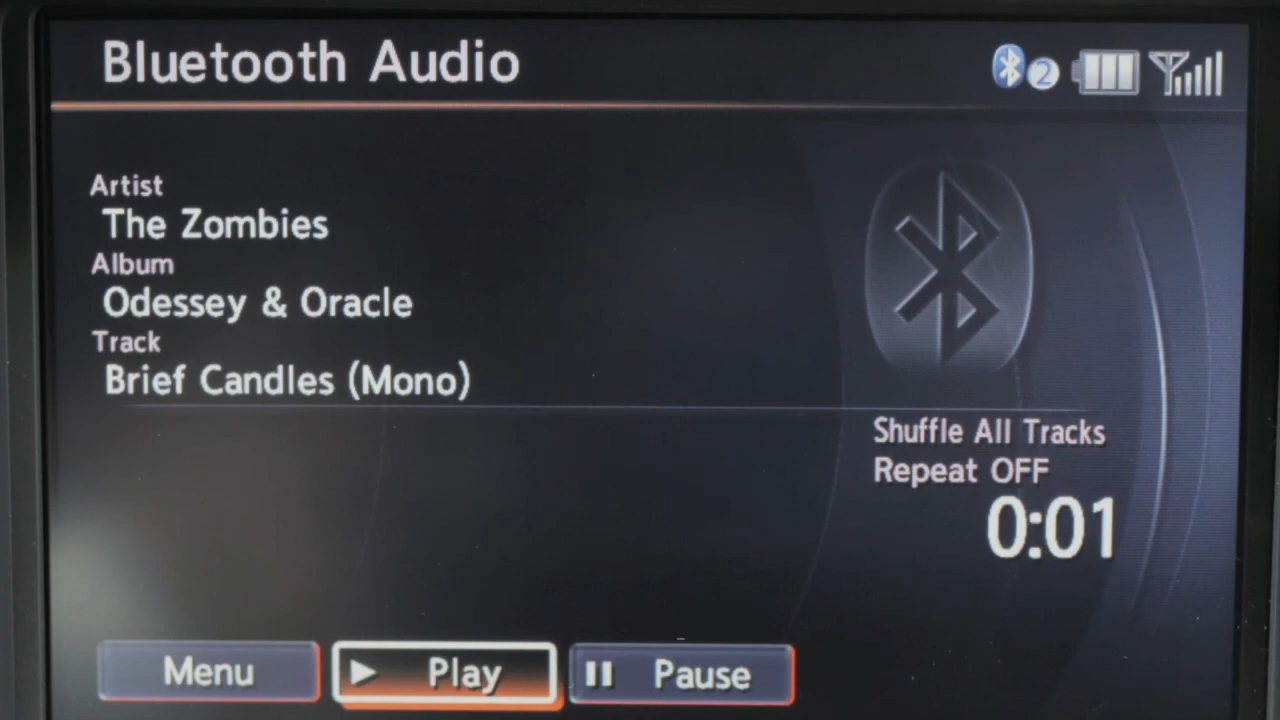 Bluetooth Audio
2
Artist
The Zombies
Album
Odessey & Oracle
Track
Brief Candles (Mono)
Shuffle All Tracks
Repeat OFF
0:01
Menu
Play
Pause